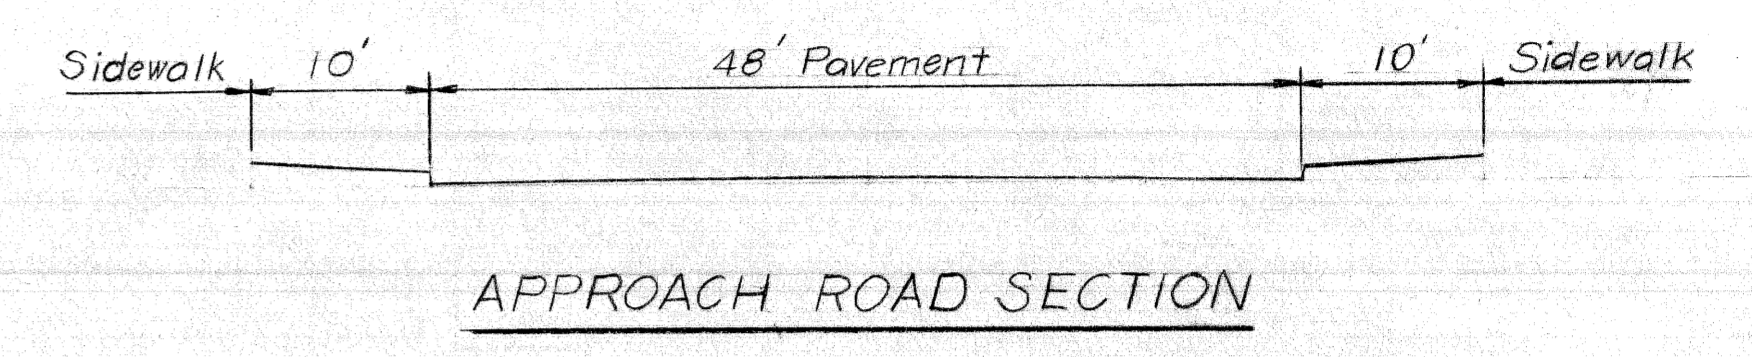 Sidewalk 10' 48' Pavement 10' Sidewalk
APPROACH ROAD SECTION